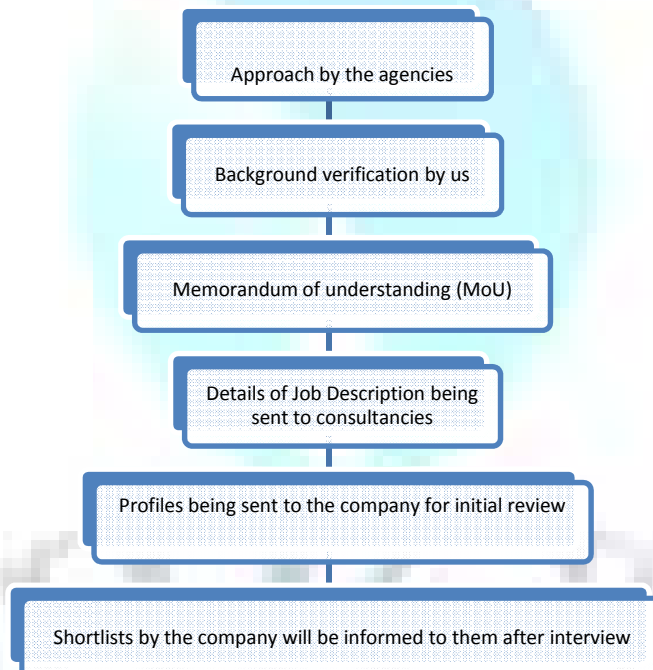 Approach by the agencies
Background verification by us
Memorandum of understanding (MoU)
Details of Job Description being
sent to consultancies
Profiles being sent to the company for initial review
Shortlists by the company will be informed to them after interview